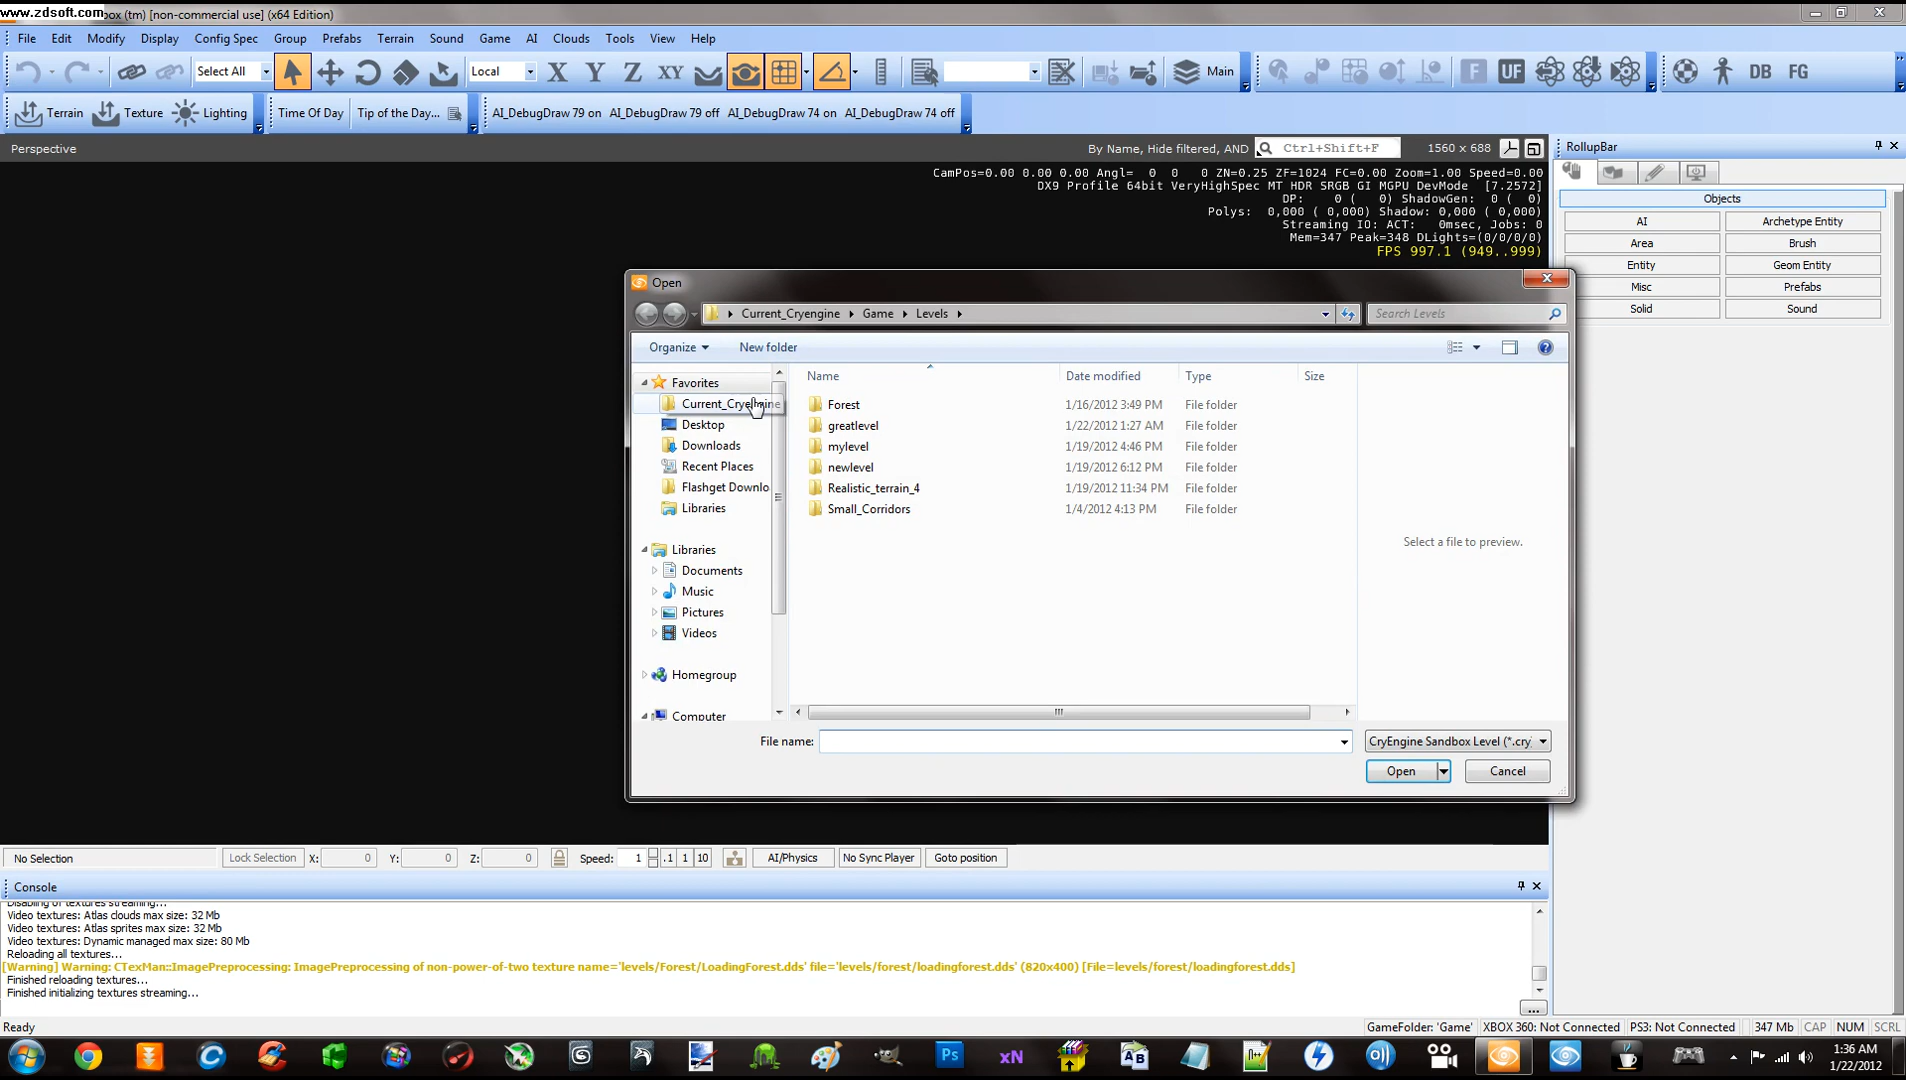 www.zdsoft.com box (tm) [non-commercial use] (x64 Edition)
File Edit Modify Display Config Spec Group Prefabs Terrain Sound Game AI Clouds Tools View Help
Select All Local X Y Z XY Main F UF DB FG
Terrain Texture Lighting Time Of Day Tip of the Day... AI_DebugDraw 79 on AI_DebugDraw 79 off AI_DebugDraw 74 on AI_DebugDraw 74 off
Perspective By Name, Hide filtered, AND Ctrl+Shift+F 1560 x 688 RollupBar
CamPos=0.00 0.00 0.00 Angl= 0 0 0 ZN=0.25 ZF=1024 FC=0.00 Zoom=1.00 Speed=0.00
DX9 Profile 64bit VeryHighSpec MT HDR SRGB GI MGPU DevMode [7.2572]
DP: 0 ( 0) ShadowGen: 0 ( 0)
Polys: 0,000 ( 0,000) Shadow: 0,000 ( 0,000)
Streaming IO: ACT: 0msec, Jobs: 0
Mem=347 Peak=348 DLights=(0/0/0/0)
FPS 997.1 (949..999)
Objects
AI Archetype Entity
Area Brush
Entity Geom Entity
Misc Prefabs
Solid Sound
Open
Current_Cryengine Game Levels Search Levels
Organize New folder
Name Date modified Type Size
Favorites
Current_Cryengine
Desktop
Downloads
Recent Places
Flashget Downlo
Libraries
Libraries
Documents
Music
Pictures
Videos
Homegroup
Computer
Forest 1/16/2012 3:49 PM File folder
greatlevel 1/22/2012 1:27 AM File folder
mylevel 1/19/2012 4:46 PM File folder
newlevel 1/19/2012 6:12 PM File folder
Realistic_terrain_4 1/19/2012 11:34 PM File folder
Small_Corridors 1/4/2012 4:13 PM File folder
Select a file to preview.
File name: CryEngine Sandbox Level (*.cry
Open Cancel
No Selection Lock Selection X: 0 Y: 0 Z: 0 Speed: 1 .1 1 10 AI/Physics No Sync Player Goto position
Console
Disabling of textures streaming...
Video textures: Atlas clouds max size: 32 Mb
Video textures: Atlas sprites max size: 32 Mb
Video textures: Dynamic managed max size: 80 Mb
Reloading all textures...
[Warning] Warning: CTexMan::ImagePreprocessing: ImagePreprocessing of non-power-of-two texture name='levels/Forest/LoadingForest.dds' file='levels/forest/loadingforest.dds' (820x400) [File=levels/forest/loadingforest.dds]
Finished reloading textures...
Finished initializing textures streaming...
Ready GameFolder: 'Game' XBOX 360: Not Connected PS3: Not Connected 347 Mb CAP NUM SCRL
Ps xN AB
1:36 AM
1/22/2012